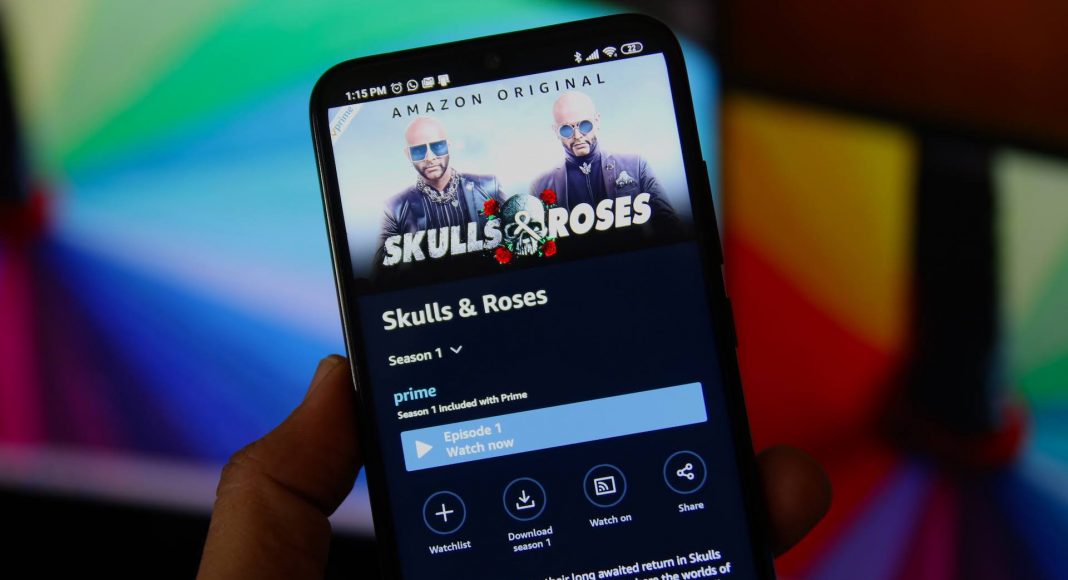 1:15 PM
22
prime
AMAZON ORIGINAL
SKULLS & ROSES
Skulls & Roses
Season 1
prime
Season 1 included with Prime
Episode 1
Watch now
Watchlist
Download
season 1
Watch on
Share
their long awaited return in Skulls
the worlds of